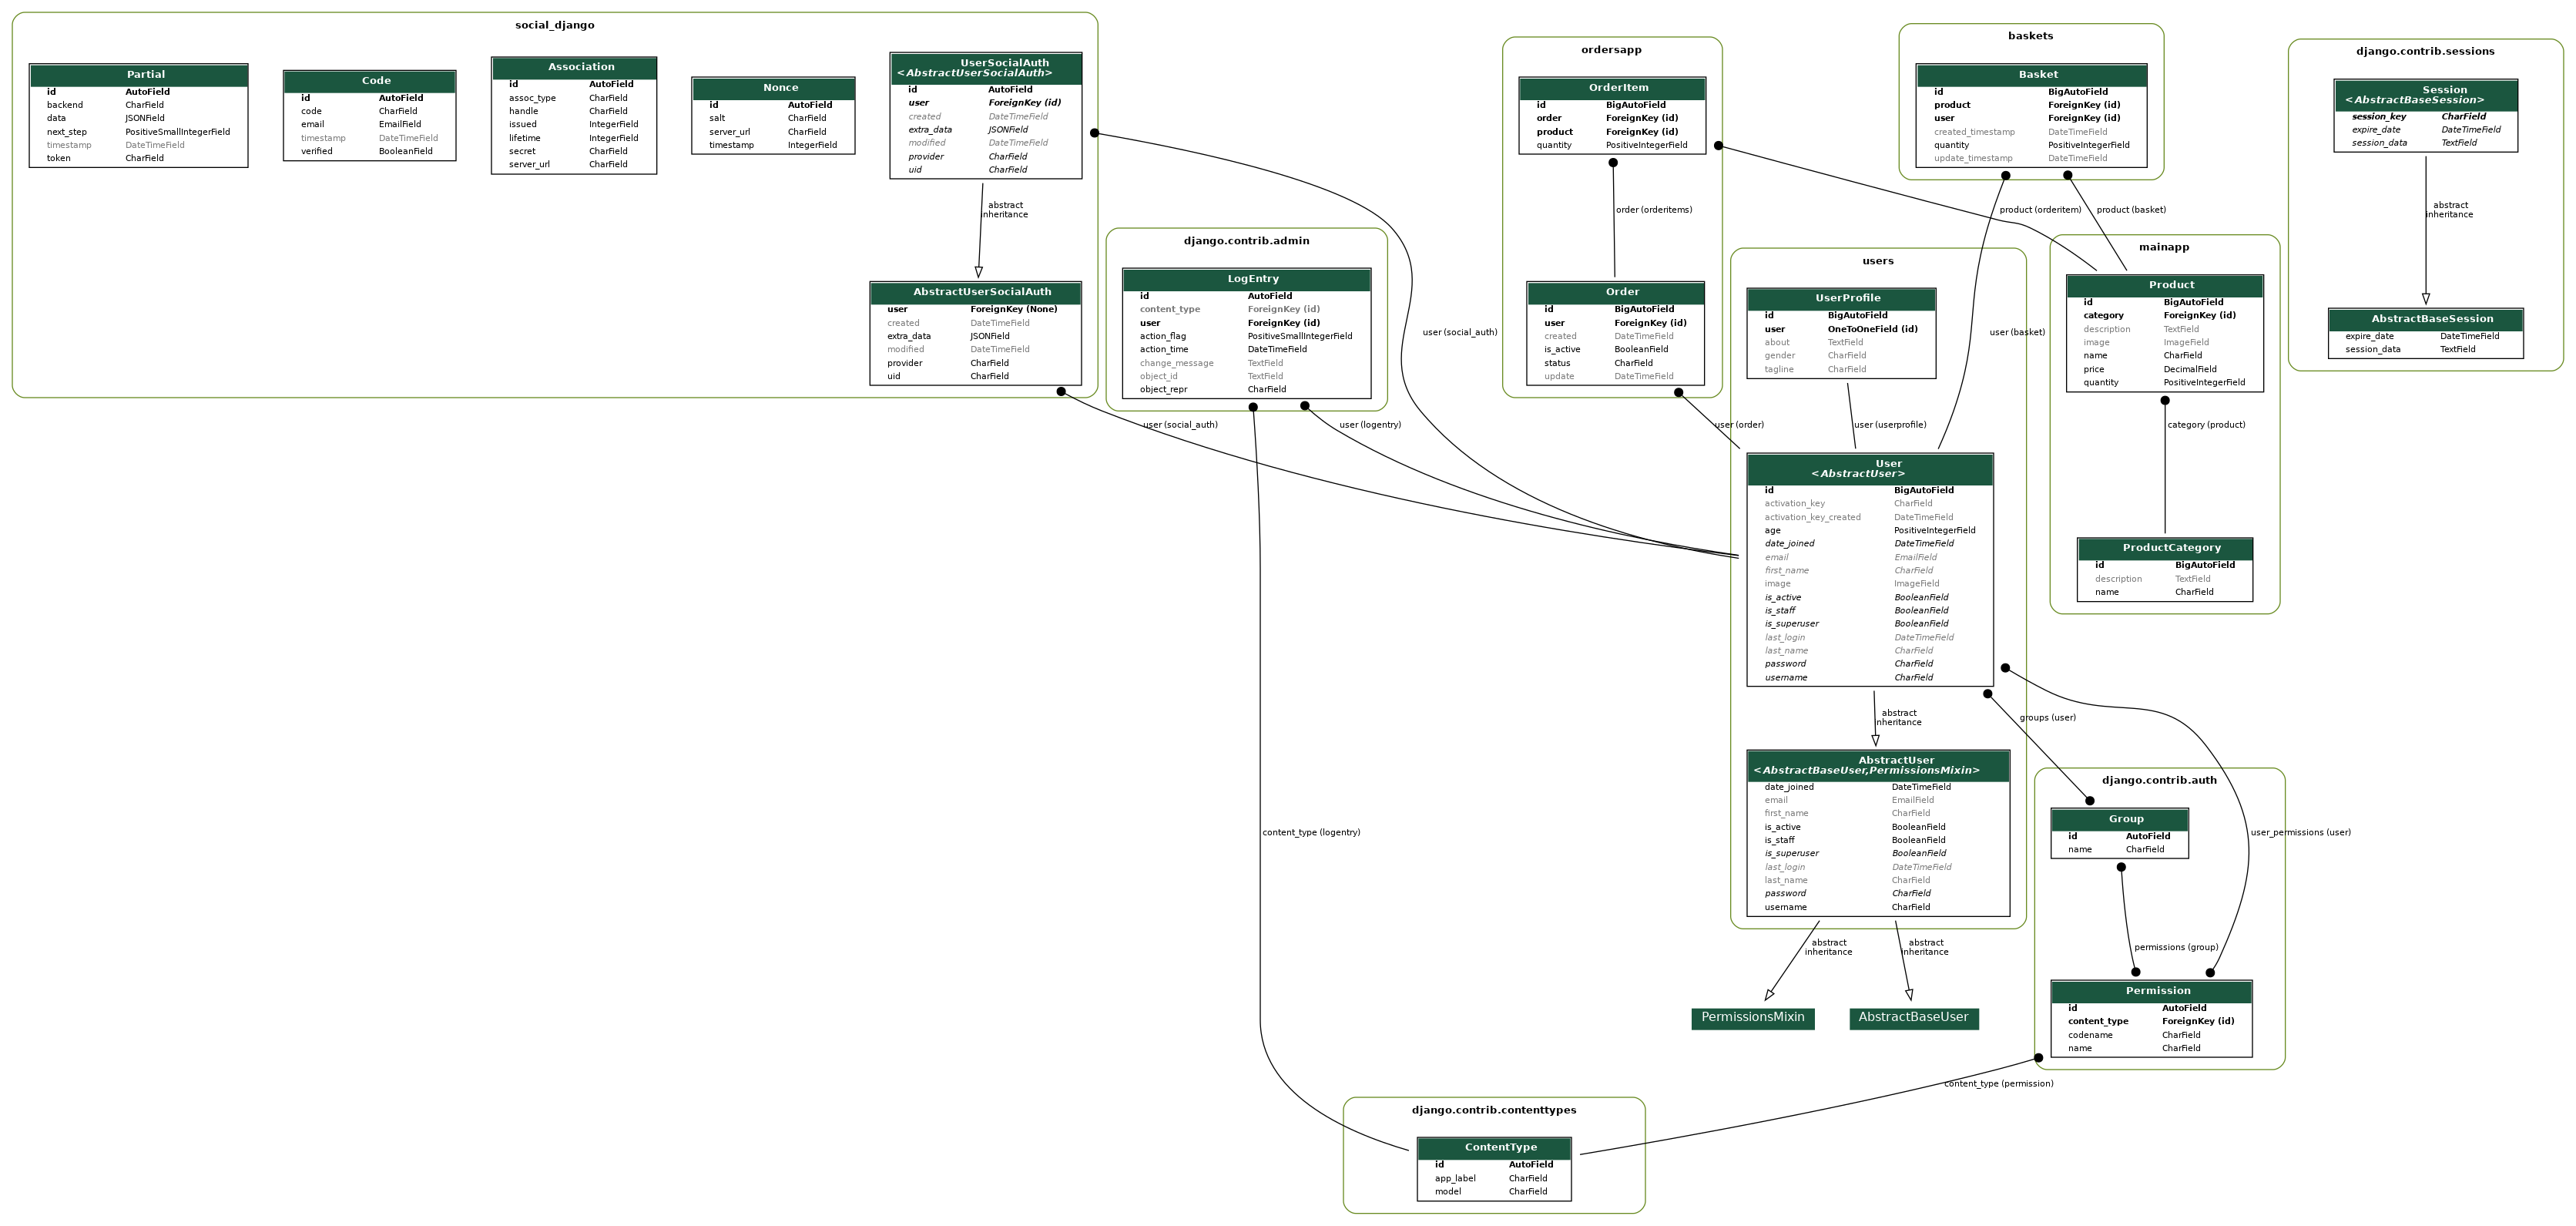 social_django
Partial
id AutoField
backend CharField
data JSONField
next_step PositiveSmallIntegerField
timestamp DateTimeField
token CharField
Code
id AutoField
code CharField
email EmailField
timestamp DateTimeField
verified BooleanField
Association
id AutoField
assoc_type CharField
handle CharField
issued IntegerField
lifetime IntegerField
secret CharField
server_url CharField
Nonce
id AutoField
salt CharField
server_url CharField
timestamp IntegerField
UserSocialAuth
<AbstractUserSocialAuth>
id AutoField
user ForeignKey (id)
created DateTimeField
extra_data JSONField
modified DateTimeField
provider CharField
uid CharField
abstract
inheritance
AbstractUserSocialAuth
user ForeignKey (None)
created DateTimeField
extra_data JSONField
modified DateTimeField
provider CharField
uid CharField
django.contrib.admin
LogEntry
id AutoField
content_type ForeignKey (id)
user ForeignKey (id)
action_flag PositiveSmallIntegerField
action_time DateTimeField
change_message TextField
object_id TextField
object_repr CharField
user (social_auth)
user (logentry)
user (social_auth)
ordersapp
OrderItem
id BigAutoField
order ForeignKey (id)
product ForeignKey (id)
quantity PositiveIntegerField
order (orderitems)
Order
id BigAutoField
user ForeignKey (id)
created DateTimeField
is_active BooleanField
status CharField
update DateTimeField
user (order)
baskets
Basket
id BigAutoField
product ForeignKey (id)
user ForeignKey (id)
created_timestamp DateTimeField
quantity PositiveIntegerField
update_timestamp DateTimeField
product (orderitem)
product (basket)
user (basket)
django.contrib.sessions
Session
<AbstractBaseSession>
session_key CharField
expire_date DateTimeField
session_data TextField
abstract
inheritance
AbstractBaseSession
expire_date DateTimeField
session_data TextField
mainapp
Product
id BigAutoField
category ForeignKey (id)
description TextField
image ImageField
name CharField
price DecimalField
quantity PositiveIntegerField
category (product)
ProductCategory
id BigAutoField
description TextField
name CharField
users
UserProfile
id BigAutoField
user OneToOneField (id)
about TextField
gender CharField
tagline CharField
user (userprofile)
User
<AbstractUser>
id BigAutoField
activation_key CharField
activation_key_created DateTimeField
age PositiveIntegerField
date_joined DateTimeField
email EmailField
first_name CharField
image ImageField
is_active BooleanField
is_staff BooleanField
is_superuser BooleanField
last_login DateTimeField
last_name CharField
password CharField
username CharField
abstract
inheritance
groups (user)
AbstractUser
<AbstractBaseUser,PermissionsMixin>
date_joined DateTimeField
email EmailField
first_name CharField
is_active BooleanField
is_staff BooleanField
is_superuser BooleanField
last_login DateTimeField
last_name CharField
password CharField
username CharField
abstract
inheritance
abstract
inheritance
PermissionsMixin
AbstractBaseUser
django.contrib.auth
Group
id AutoField
name CharField
user_permissions (user)
permissions (group)
Permission
id AutoField
content_type ForeignKey (id)
codename CharField
name CharField
content_type (logentry)
content_type (permission)
django.contrib.contenttypes
ContentType
id AutoField
app_label CharField
model CharField